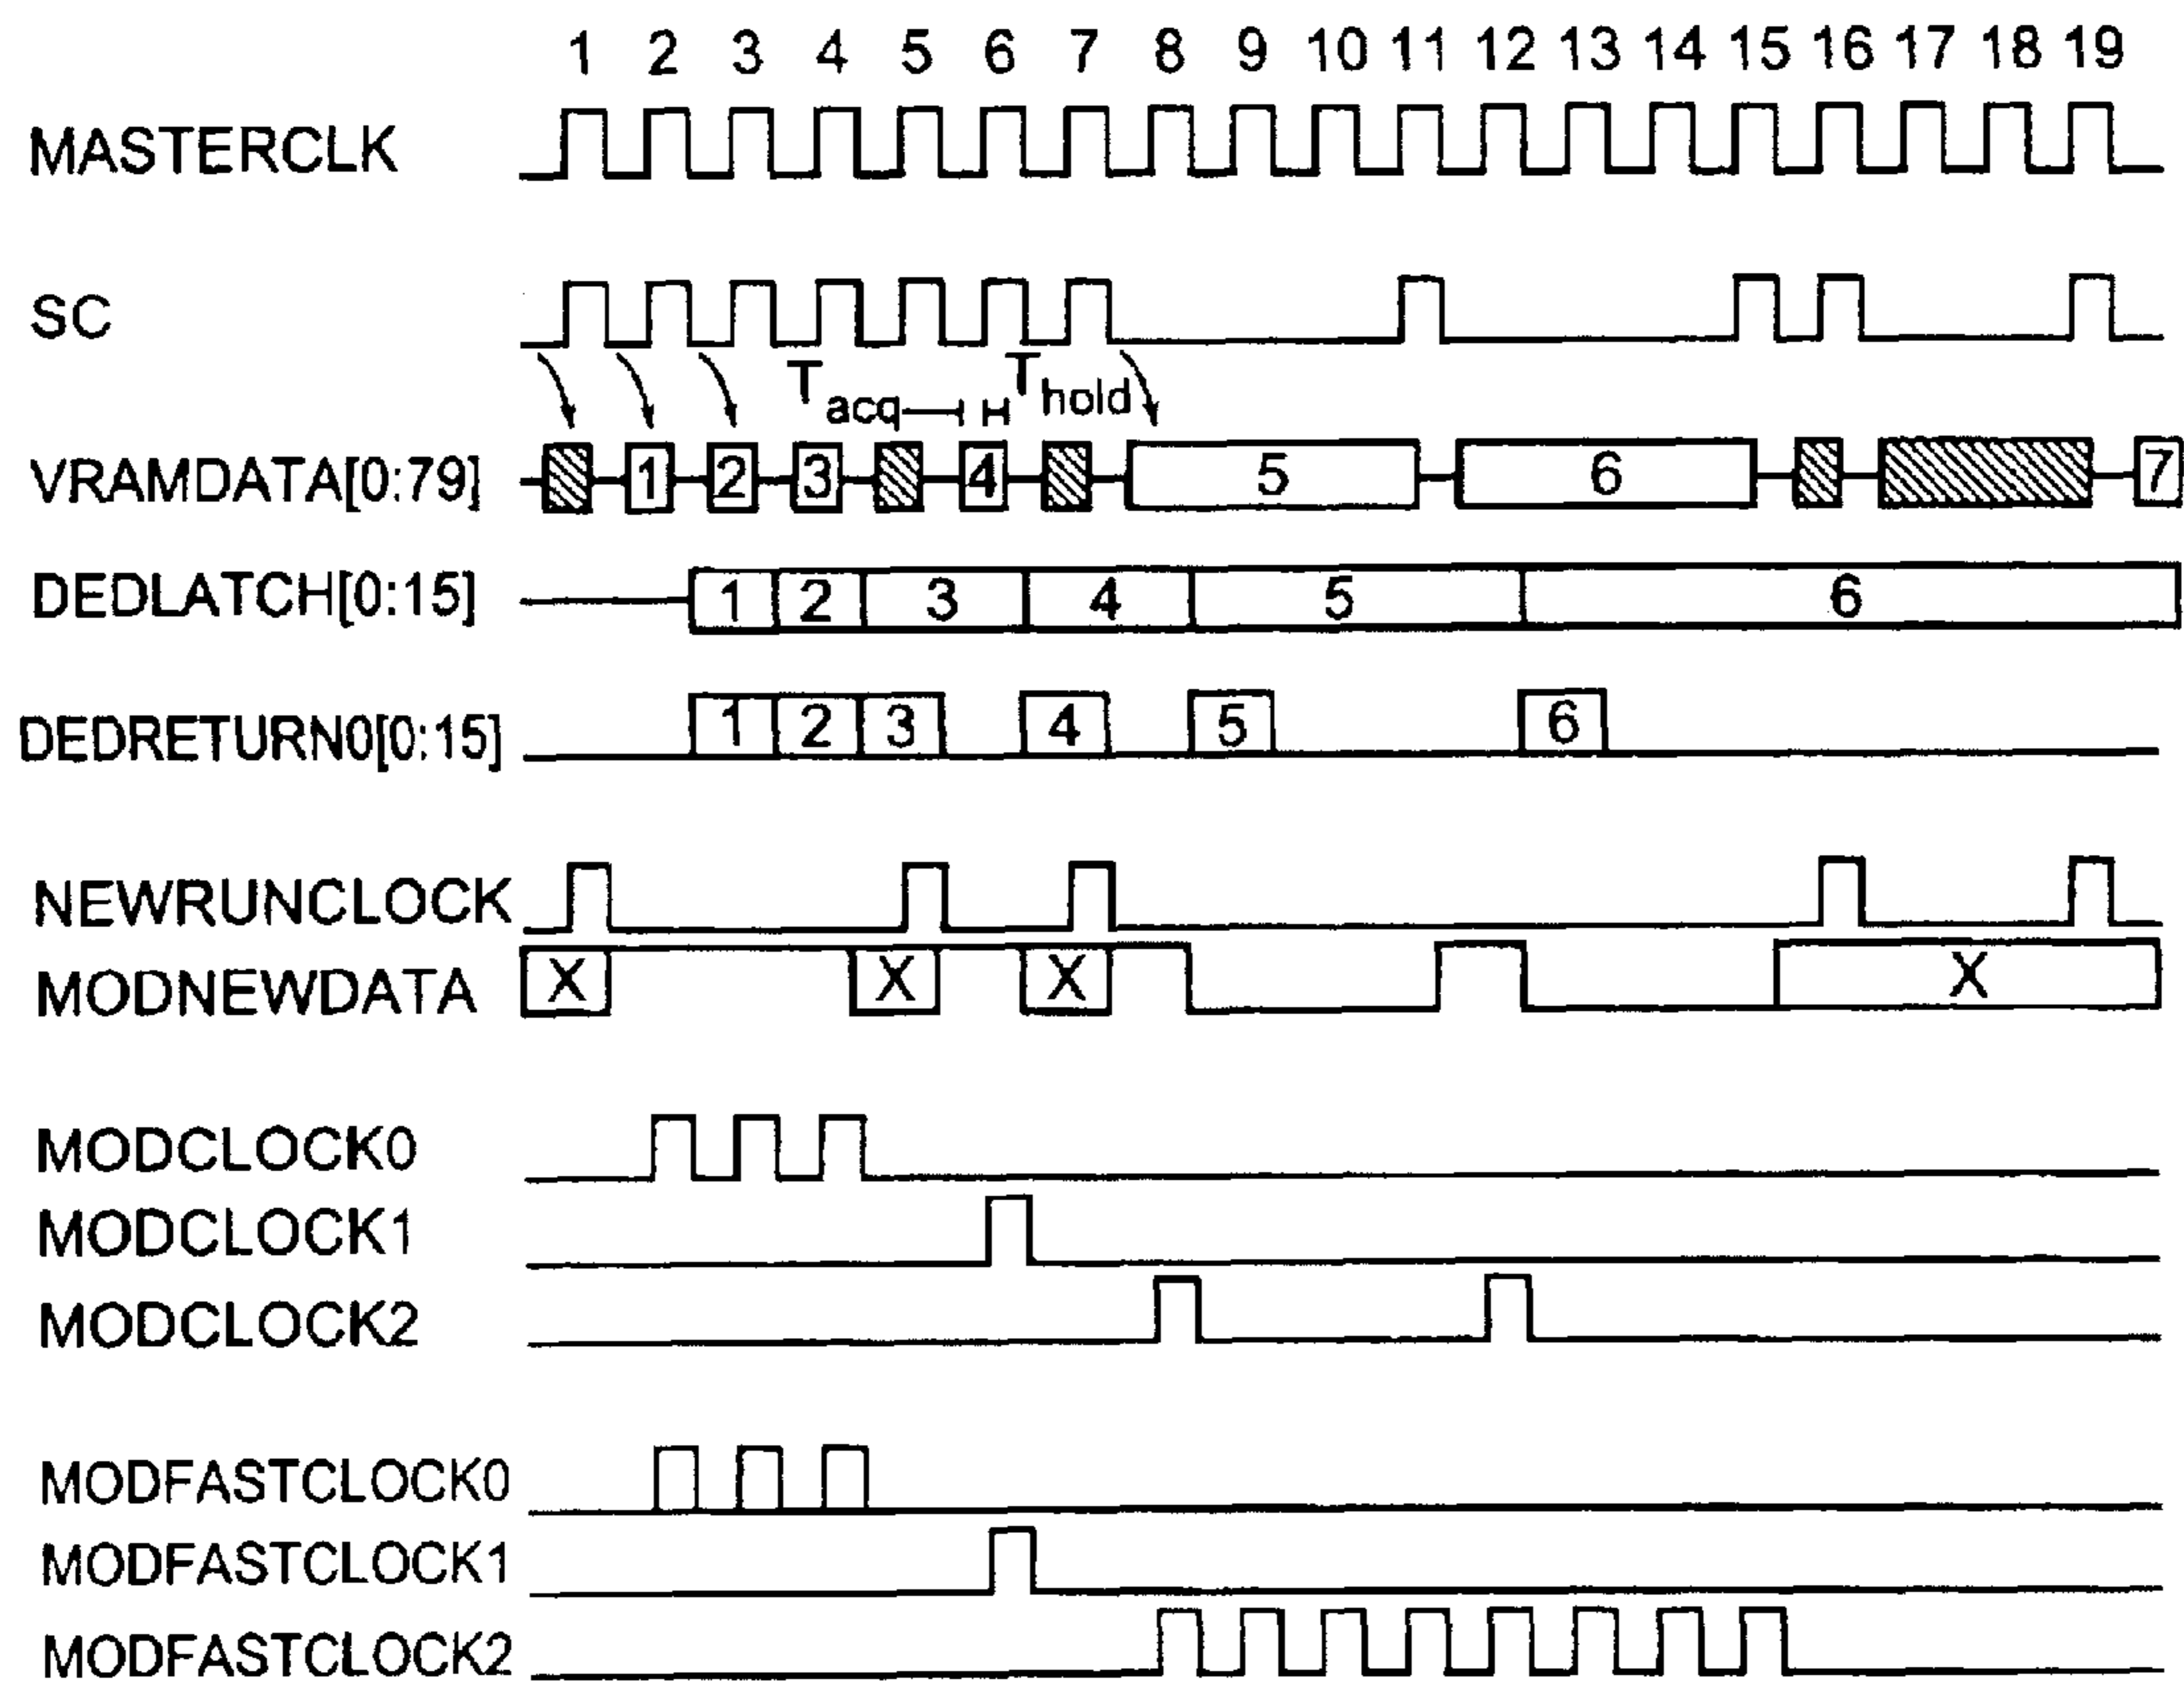 1 2 3 4 5 6 7 8 9 10 11 12 13 14 15 16 17 18 19
MASTERCLK
SC
T acq T hold
VRAMDATA[0:79] 1 2 3 4 5 6 7
DEDLATCH[0:15] 1 2 3 4 5 6
DEDRETURN0[0:15] 1 2 3 4 5 6
NEWRUNCLOCK
MODNEWDATA X X X X
MODCLOCK0
MODCLOCK1
MODCLOCK2
MODFASTCLOCK0
MODFASTCLOCK1
MODFASTCLOCK2